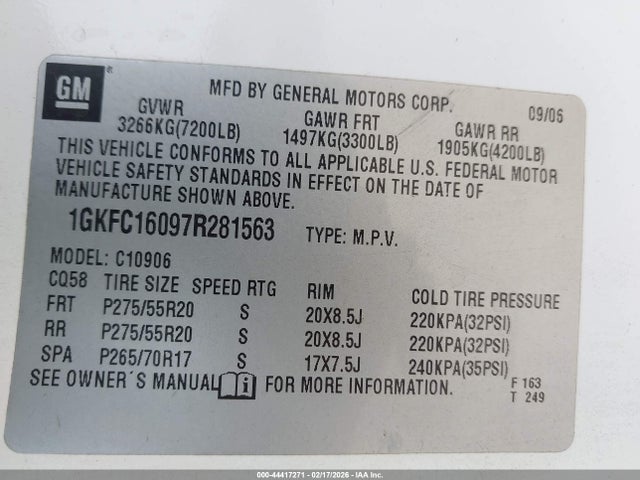 GM
®
MFD BY GENERAL MOTORS CORP. 09/06
GVWR GAWR FRT GAWR RR
3266KG(7200LB) 1497KG(3300LB) 1905KG(4200LB)
THIS VEHICLE CONFORMS TO ALL APPLICABLE U.S. FEDERAL MOTOR
VEHICLE SAFETY STANDARDS IN EFFECT ON THE DATE OF
MANUFACTURE SHOWN ABOVE.
1GKFC16097R281563 TYPE: M.P.V.
MODEL: C10906
CQ58 TIRE SIZE SPEED RTG RIM COLD TIRE PRESSURE
FRT P275/55R20 S 20X8.5J 220KPA(32PSI)
RR P275/55R20 S 20X8.5J 220KPA(32PSI)
SPA P265/70R17 S 17X7.5J 240KPA(35PSI)
SEE OWNER´S MANUAL FOR MORE INFORMATION.
F 163
T 249
000-44417271 - 02/17/2026 - IAA Inc.